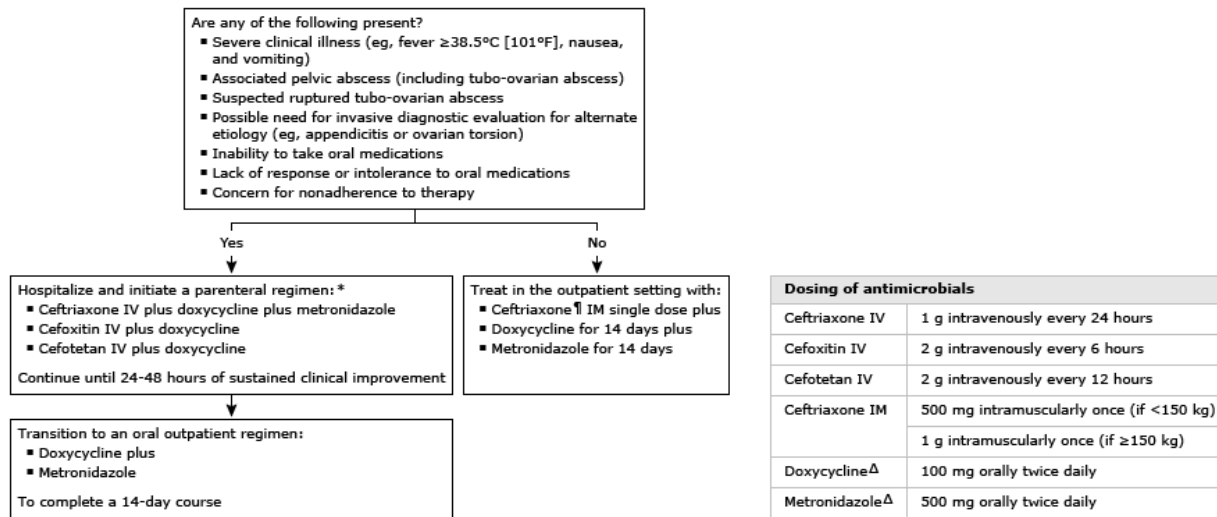 Are any of the following present?
▪ Severe clinical illness (eg, fever ≥38.5°C [101°F], nausea,
and vomiting)
▪ Associated pelvic abscess (including tubo-ovarian abscess)
▪ Suspected ruptured tubo-ovarian abscess
▪ Possible need for invasive diagnostic evaluation for alternate
etiology (eg, appendicitis or ovarian torsion)
▪ Inability to take oral medications
▪ Lack of response or intolerance to oral medications
▪ Concern for nonadherence to therapy
Yes
No
Hospitalize and initiate a parenteral regimen:*
▪ Ceftriaxone IV plus doxycycline plus metronidazole
▪ Cefoxitin IV plus doxycycline
▪ Cefotetan IV plus doxycycline
Continue until 24-48 hours of sustained clinical improvement
Treat in the outpatient setting with:
▪ Ceftriaxone¶ IM single dose plus
▪ Doxycycline for 14 days plus
▪ Metronidazole for 14 days
Transition to an oral outpatient regimen:
▪ Doxycycline plus
▪ Metronidazole
To complete a 14-day course
Dosing of antimicrobials
Ceftriaxone IV 1 g intravenously every 24 hours
Cefoxitin IV 2 g intravenously every 6 hours
Cefotetan IV 2 g intravenously every 12 hours
Ceftriaxone IM 500 mg intramuscularly once (if <150 kg)
1 g intramuscularly once (if ≥150 kg)
DoxycyclineΔ 100 mg orally twice daily
MetronidazoleΔ 500 mg orally twice daily